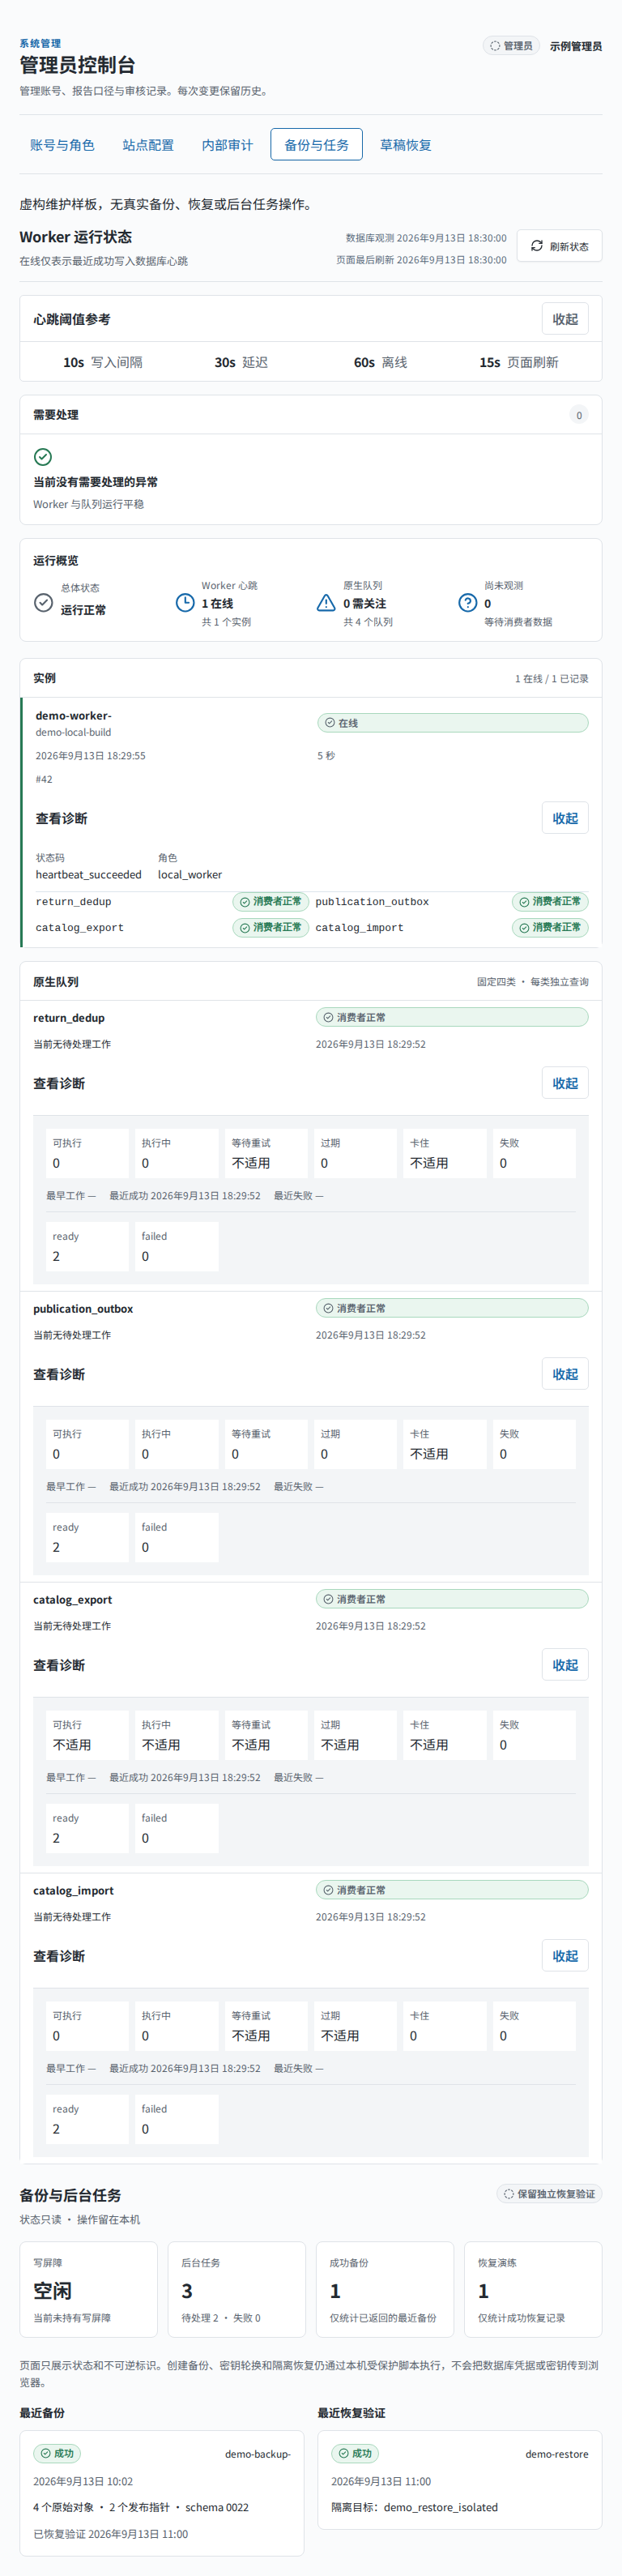 系统管理
管理员控制台
管理账号、报告口径与审核记录。每次变更保留历史。
管理员 示例管理员
账号与角色 站点配置 内部审计 备份与任务 草稿恢复
虚构维护样板，无真实备份、恢复或后台任务操作。
Worker 运行状态
在线仅表示最近成功写入数据库心跳
数据库观测 2026年9月13日 18:30:00
页面最后刷新 2026年9月13日 18:30:00
刷新状态
心跳阈值参考 收起
10s 写入间隔 30s 延迟 60s 离线 15s 页面刷新
需要处理 0
当前没有需要处理的异常
Worker 与队列运行平稳
运行概览
总体状态
运行正常
Worker 心跳
1 在线
共 1 个实例
原生队列
0 需关注
共 4 个队列
尚未观测
0
等待消费者数据
实例 1 在线 / 1 已记录
demo-worker-
demo-local-build
在线
2026年9月13日 18:29:55 5 秒
#42
查看诊断 收起
状态码 角色
heartbeat_succeeded local_worker
return_dedup 消费者正常 publication_outbox 消费者正常
catalog_export 消费者正常 catalog_import 消费者正常
原生队列 固定四类 • 每类独立查询
return_dedup 消费者正常
当前无待处理工作 2026年9月13日 18:29:52
查看诊断 收起
可执行 执行中 等待重试 过期 卡住 失败
0 0 不适用 0 不适用 0
最早工作 — 最近成功 2026年9月13日 18:29:52 最近失败 —
ready failed
2 0
publication_outbox 消费者正常
当前无待处理工作 2026年9月13日 18:29:52
查看诊断 收起
可执行 执行中 等待重试 过期 卡住 失败
0 0 0 0 不适用 0
最早工作 — 最近成功 2026年9月13日 18:29:52 最近失败 —
ready failed
2 0
catalog_export 消费者正常
当前无待处理工作 2026年9月13日 18:29:52
查看诊断 收起
可执行 执行中 等待重试 过期 卡住 失败
不适用 不适用 不适用 不适用 不适用 0
最早工作 — 最近成功 2026年9月13日 18:29:52 最近失败 —
ready failed
2 0
catalog_import 消费者正常
当前无待处理工作 2026年9月13日 18:29:52
查看诊断 收起
可执行 执行中 等待重试 过期 卡住 失败
0 0 不适用 不适用 0 0
最早工作 — 最近成功 2026年9月13日 18:29:52 最近失败 —
ready failed
2 0
备份与后台任务 保留独立恢复验证
状态只读 • 操作留在本机
写屏障 后台任务 成功备份 恢复演练
空闲 3 1 1
当前未持有写屏障 待处理 2 • 失败 0 仅统计已返回的最近备份 仅统计成功恢复记录
页面只展示状态和不可逆标识。创建备份、密钥轮换和隔离恢复仍通过本机受保护脚本执行，不会把数据库凭据或密钥传到浏
览器。
最近备份
成功 demo-backup-
2026年9月13日 10:02
4 个原始对象 • 2 个发布指针 • schema 0022
已恢复验证 2026年9月13日 11:00
最近恢复验证
成功 demo-restore
2026年9月13日 11:00
隔离目标：demo_restore_isolated